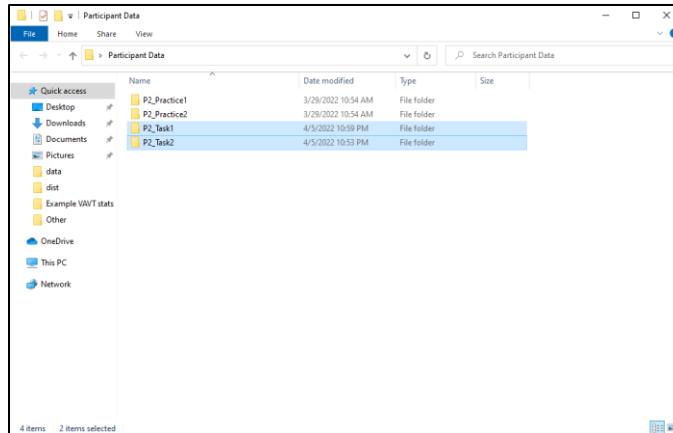 Participant Data
File Home Share View
Participant Data Search Participant Data
Name Date modified Type Size
Quick access
Desktop
Downloads
Documents
Pictures
data
dist
Example VAVT stats
Other
OneDrive
This PC
Network
P2_Practice1 3/29/2022 10:54 AM File folder
P2_Practice2 3/29/2022 10:54 AM File folder
P2_Task1 4/5/2022 10:59 PM File folder
P2_Task2 4/5/2022 10:53 PM File folder
4 items 2 items selected